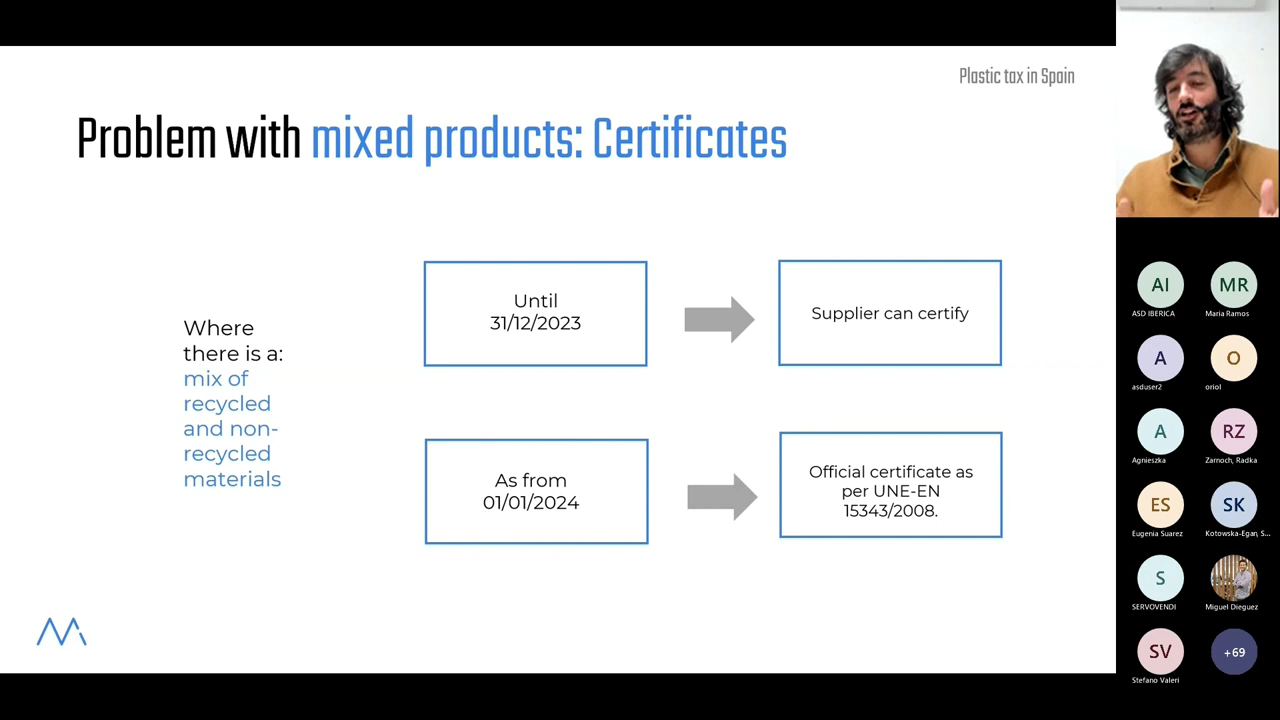 Plastic tax in Spain
Problem with mixed products: Certificates
Where
there is a:
mix of
recycled
and non-
recycled
materials
Until
31/12/2023
Supplier can certify
As from
01/01/2024
Official certificate as
per UNE-EN
15343/2008.
AI
ASD IBERICA
MR
Maria Ramos
A
asduser2
O
oriol
A
Agnieszka
RZ
Zarnoch, Radka
ES
Eugenia Suarez
SK
Kotowska-Egan, S...
S
SERVOVENDI
Miguel Dieguez
SV
Stefano Valeri
+69